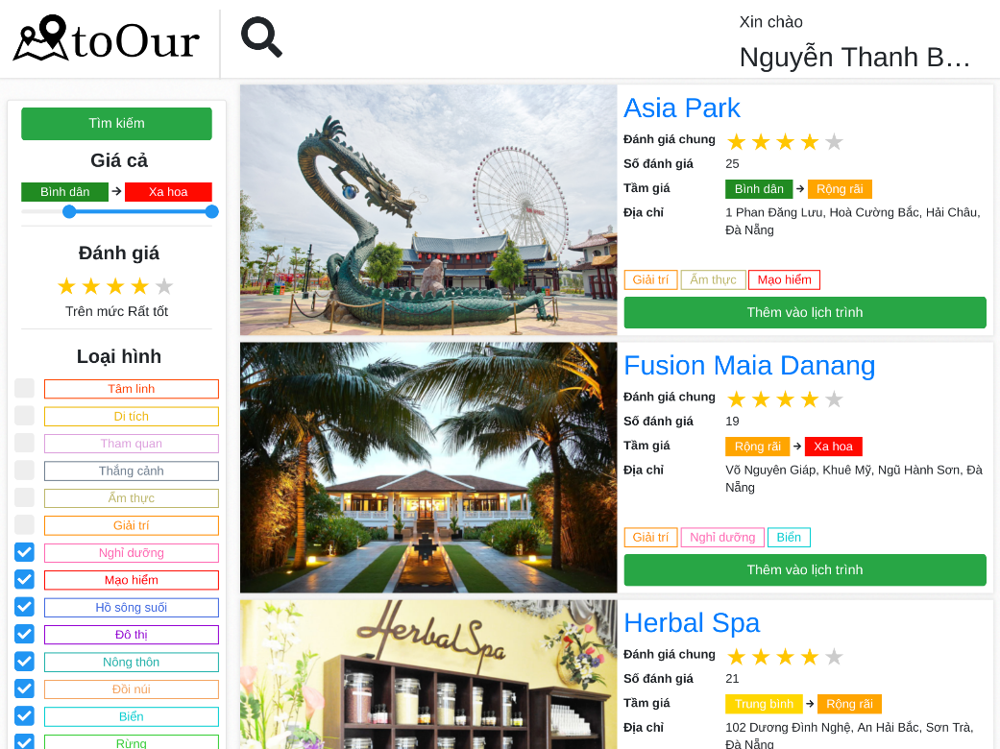 toOur
Xin chào
Nguyễn Thanh B…
Tìm kiếm
Giá cả
Bình dân → Xa hoa
Đánh giá
Trên mức Rất tốt
Loại hình
Tâm linh
Di tích
Tham quan
Thắng cảnh
Ẩm thực
Giải trí
Nghỉ dưỡng
Mạo hiểm
Hồ sông suối
Đô thị
Nông thôn
Đồi núi
Biển
Rừng
Asia Park
Đánh giá chung
Số đánh giá 25
Tầm giá Bình dân → Rộng rãi
Địa chỉ 1 Phan Đăng Lưu, Hoà Cường Bắc, Hải Châu,
Đà Nẵng
Giải trí Ẩm thực Mạo hiểm
Thêm vào lịch trình
Fusion Maia Danang
Đánh giá chung
Số đánh giá 19
Tầm giá Rộng rãi → Xa hoa
Địa chỉ Võ Nguyên Giáp, Khuê Mỹ, Ngũ Hành Sơn, Đà
Nẵng
Giải trí Nghỉ dưỡng Biển
Thêm vào lịch trình
HerbalSpa
Herbal Spa
Đánh giá chung
Số đánh giá 21
Tầm giá Trung bình → Rộng rãi
Địa chỉ 102 Dương Đình Nghệ, An Hải Bắc, Sơn Trà,
Đà Nẵng